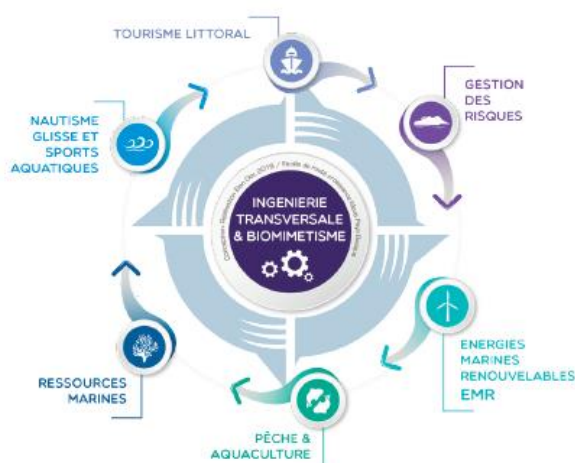 TOURISME LITTORAL
GESTION
DES
RISQUES
NAUTISME
GLISSE ET
SPORTS
AQUATIQUES
INGENIERIE
TRANSVERSALE
& BIOMIMETISME
ENERGIES
MARINES
RENOUVELABLES
EMR
RESSOURCES
MARINES
PÊCHE &
AQUACULTURE